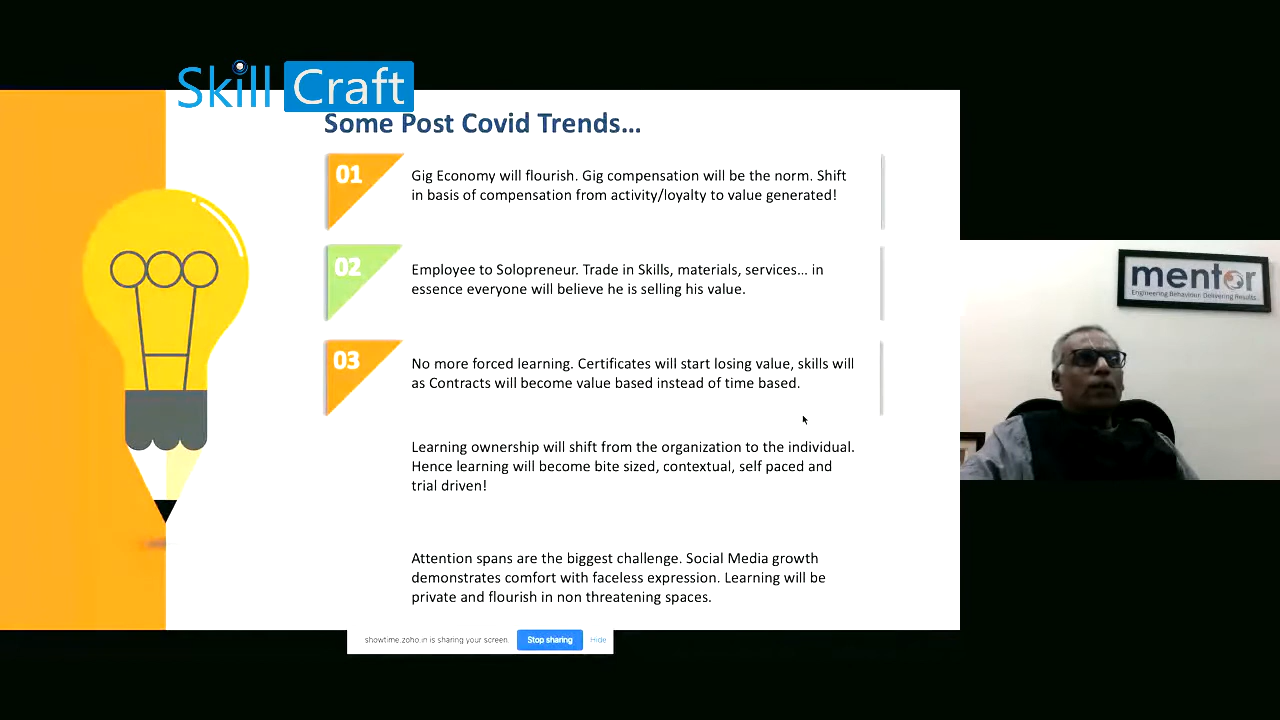 Skill Craft
Some Post Covid Trends...
01
Gig Economy will flourish. Gig compensation will be the norm. Shift
in basis of compensation from activity/loyalty to value generated!
02
Employee to Solopreneur. Trade in Skills, materials, services... in
essence everyone will believe he is selling his value.
03
No more forced learning. Certificates will start losing value, skills will
as Contracts will become value based instead of time based.
Learning ownership will shift from the organization to the individual.
Hence learning will become bite sized, contextual, self paced and
trial driven!
Attention spans are the biggest challenge. Social Media growth
demonstrates comfort with faceless expression. Learning will be
private and flourish in non threatening spaces.
showtime.zoho.in is sharing your screen. Stop sharing Hide
mentor
Engineering Behaviour. Delivering Results.